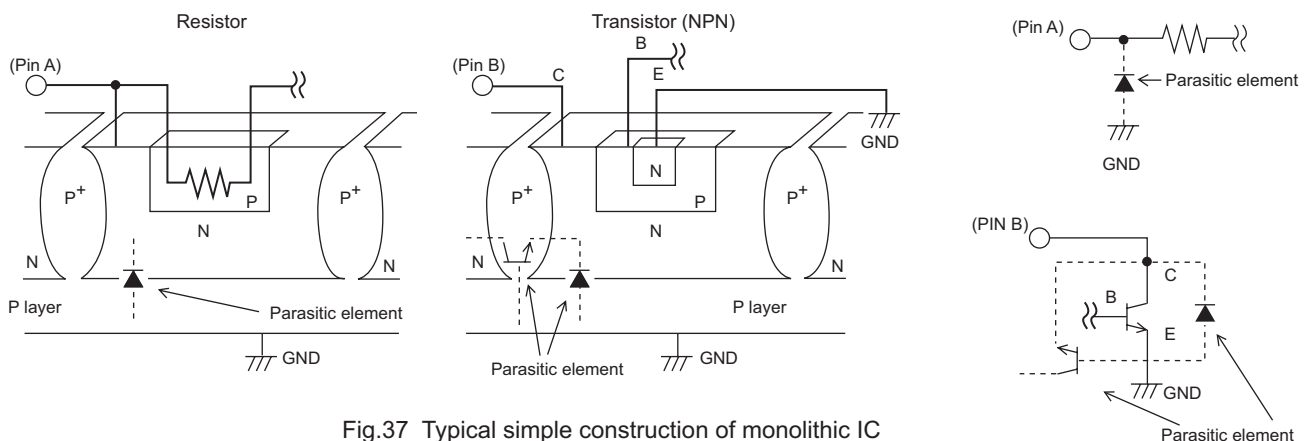 Resistor
(Pin A)
P+
P+
P
N
N
N
P layer
Parasitic element
GND
Transistor (NPN)
(Pin B)
C
B
E
GND
P+
P+
N
P
N
N
N
P layer
Parasitic element
GND
(Pin A)
Parasitic element
GND
(PIN B)
C
B
E
GND
Parasitic element
Fig.37 Typical simple construction of monolithic IC